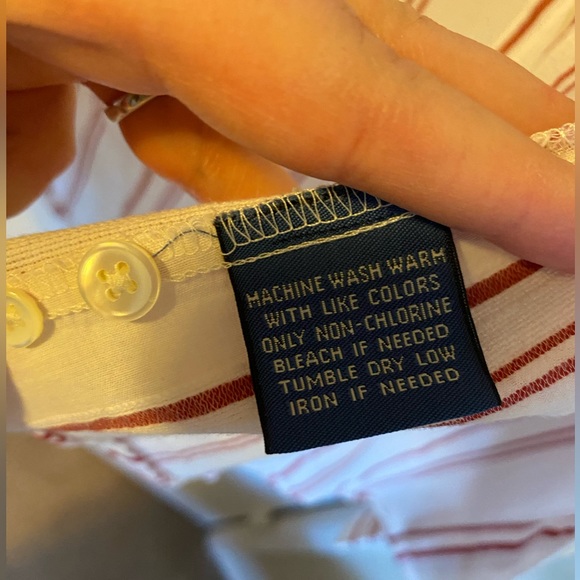 MACHINE WASH WARM
WITH LIKE COLORS
ONLY NON-CHLORINE
BLEACH IF NEEDED
TUMBLE DRY LOW
IRON IF NEEDED